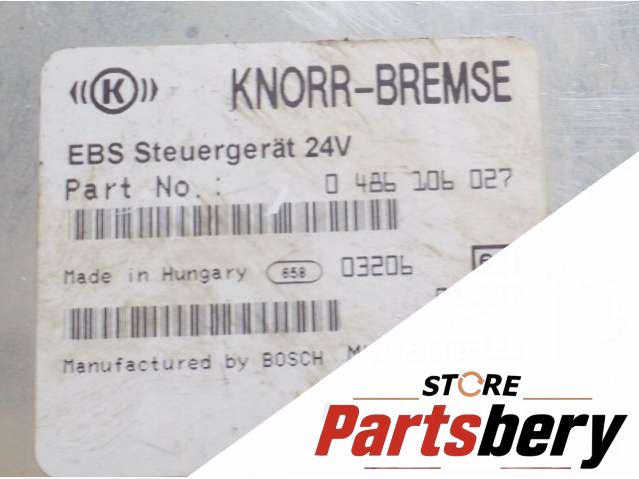 K KNORR-BREMSE
EBS Steuergerät 24V
Part No.: 0 486 106 027
Made in Hungary 658 03206
Manufactured by BOSCH
STORE
Partsbery